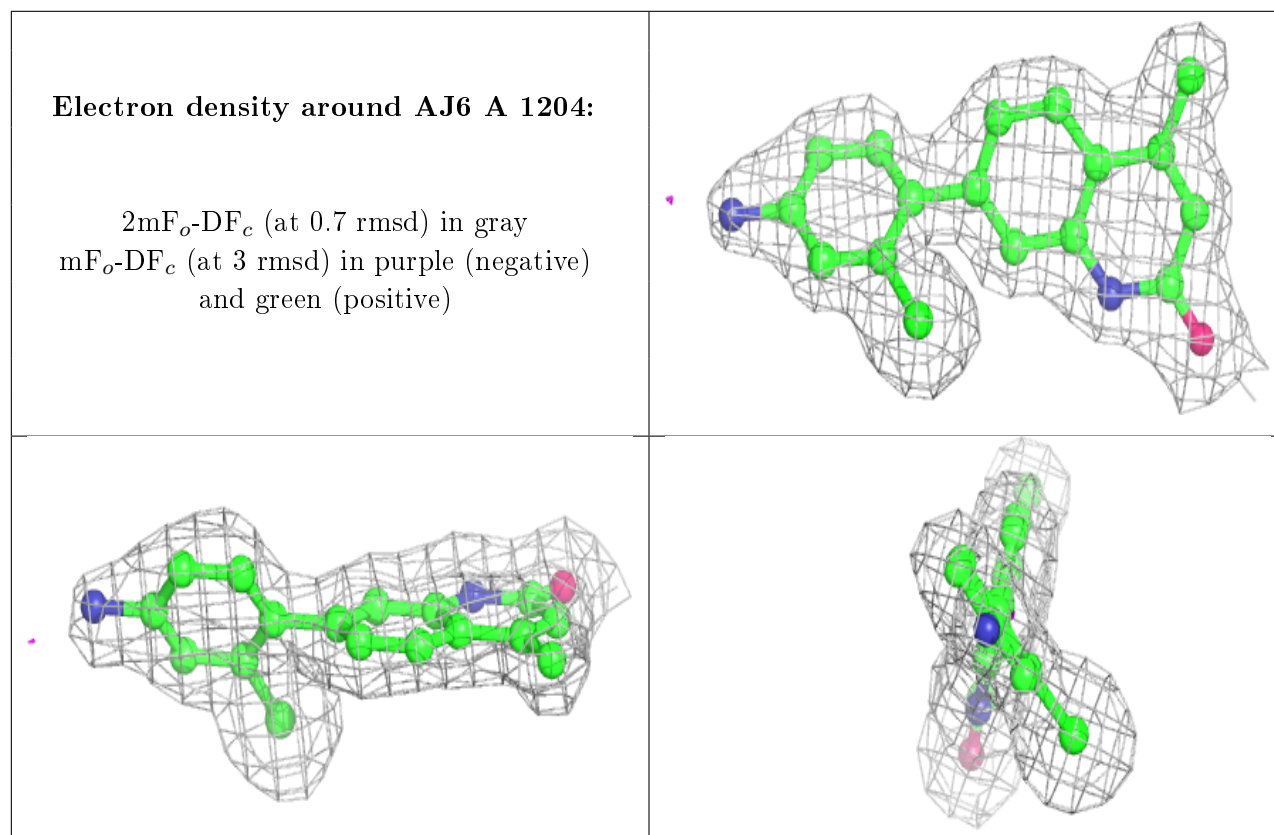 Electron density around AJ6 A 1204:
2mFo-DFc (at 0.7 rmsd) in gray
mFo-DFc (at 3 rmsd) in purple (negative)
and green (positive)